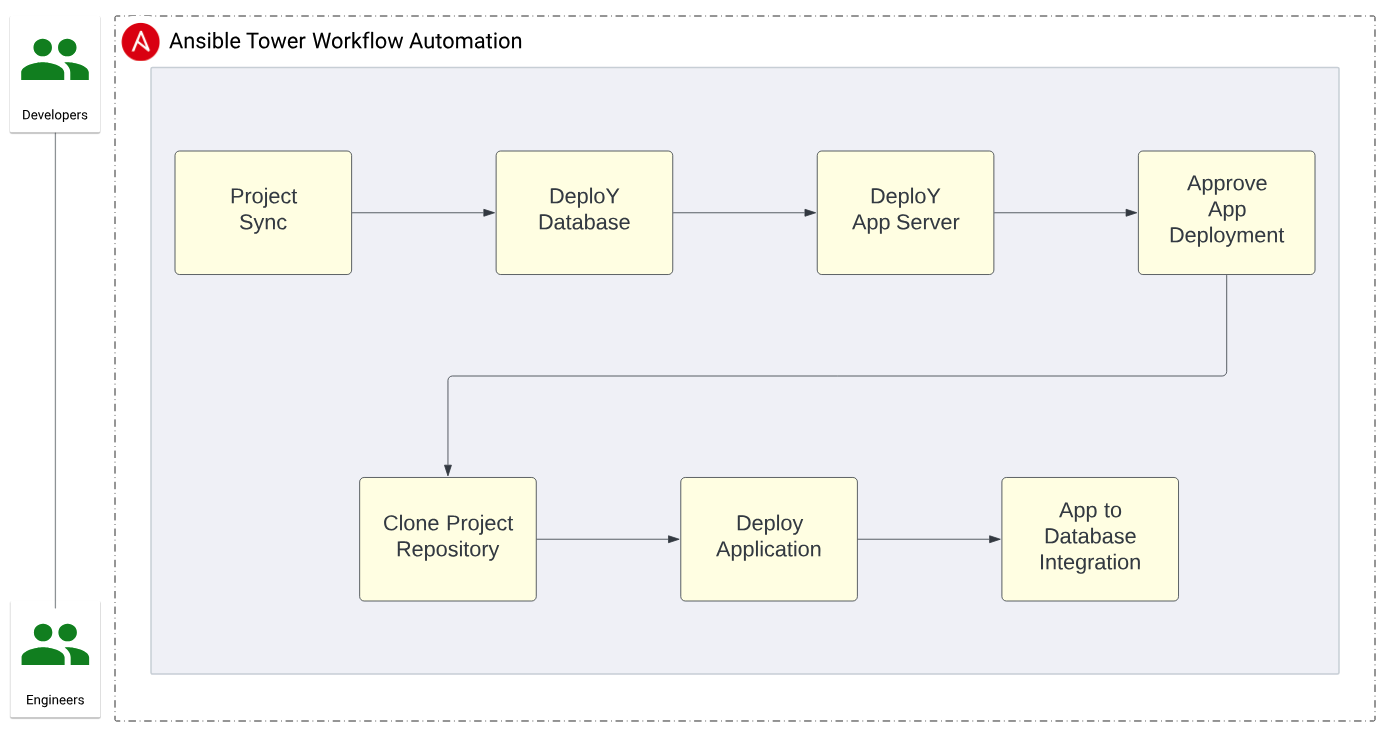 Ansible Tower Workflow Automation
Developers
Project
Sync
DeploY
Database
DeploY
App Server
Approve
App
Deployment
Clone Project
Repository
Deploy
Application
App to
Database
Integration
Engineers